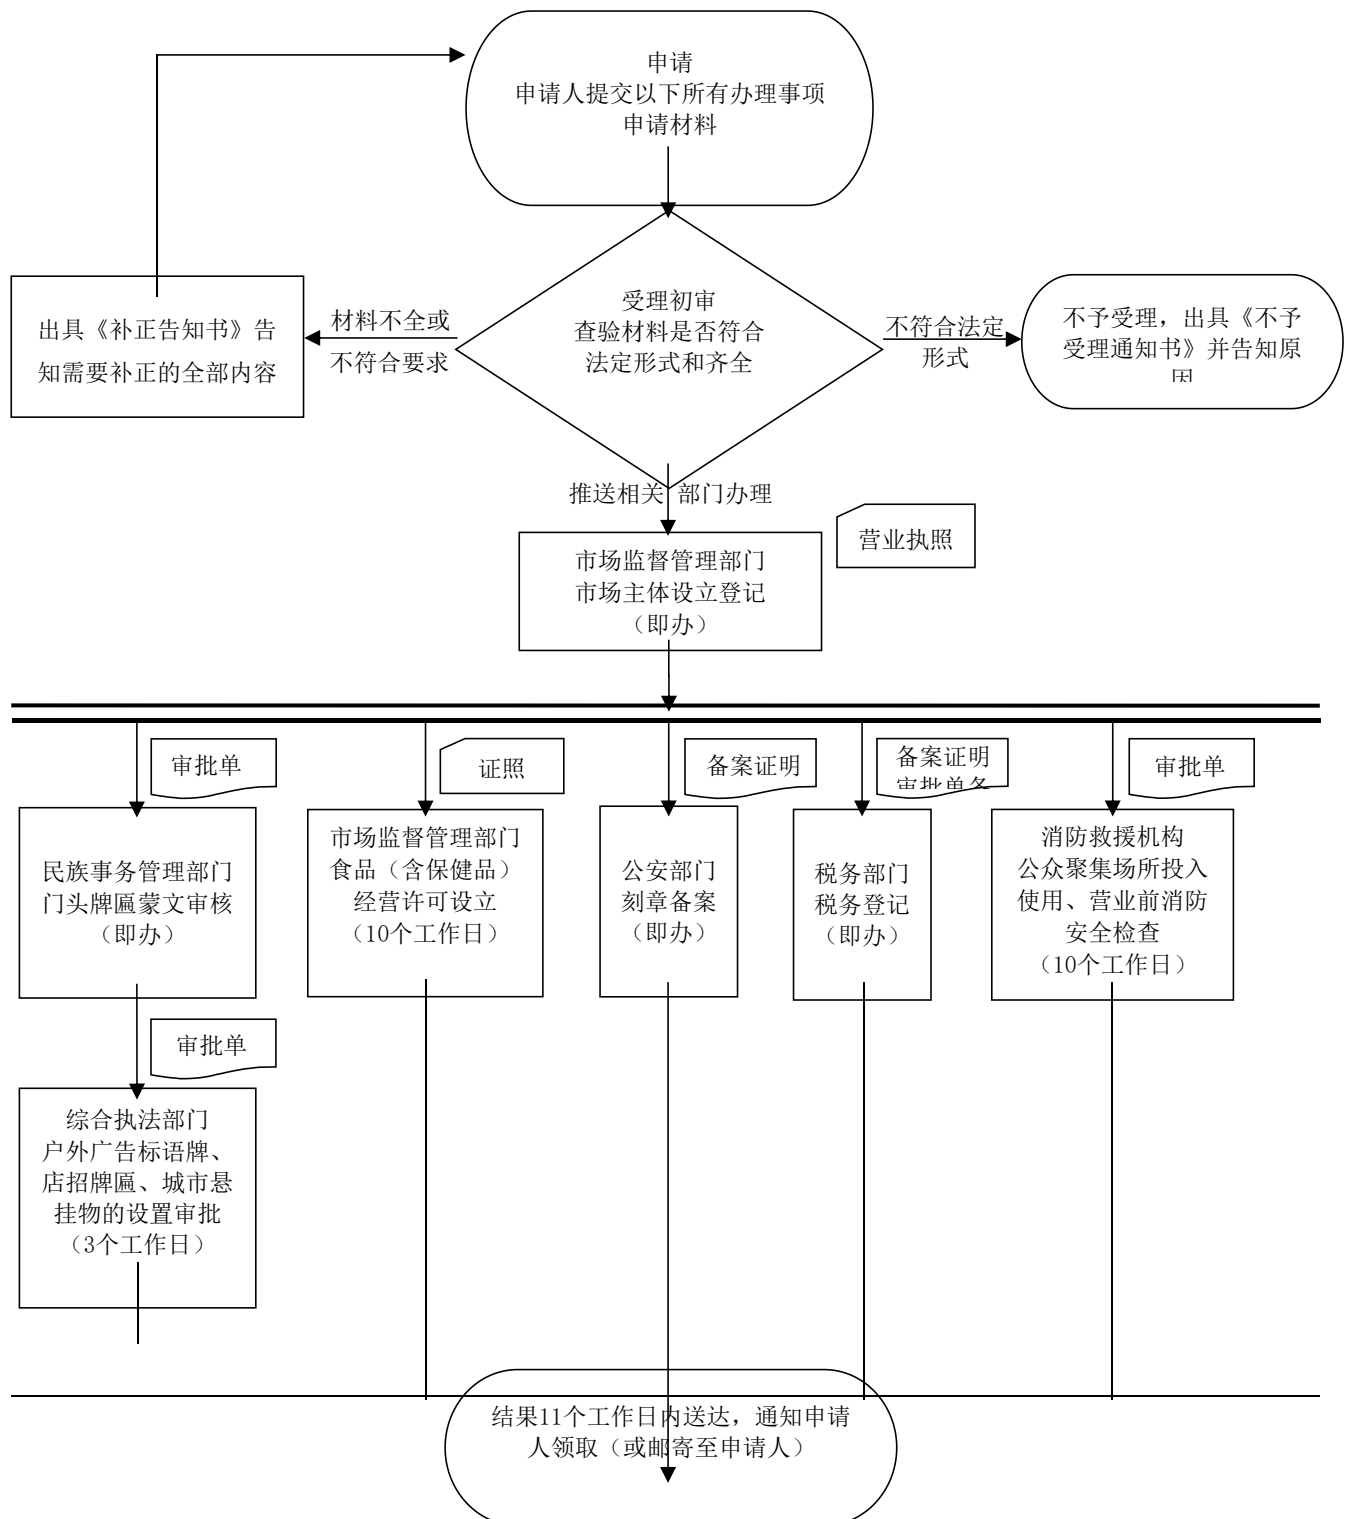 申请
申请人提交以下所有办理事项
申请材料
受理初审
查验材料是否符合
法定形式和齐全
材料不全或
不符合要求
出具《补正告知书》告
知需要补正的全部内容
不符合法定
形式
不予受理，出具《不予
受理通知书》并告知原
因
推送相关 部门办理
营业执照
市场监督管理部门
市场主体设立登记
（即办）
审批单
证照
备案证明
备案证明
审批单备
审批单
民族事务管理部门
门头牌匾蒙文审核
（即办）
市场监督管理部门
食品（含保健品）
经营许可设立
（10个工作日）
公安部门
刻章备案
（即办）
税务部门
税务登记
（即办）
消防救援机构
公众聚集场所投入
使用、营业前消防
安全检查
（10个工作日）
审批单
综合执法部门
户外广告标语牌、
店招牌匾、城市悬
挂物的设置审批
（3个工作日）
结果11个工作日内送达，通知申请
人领取（或邮寄至申请人）